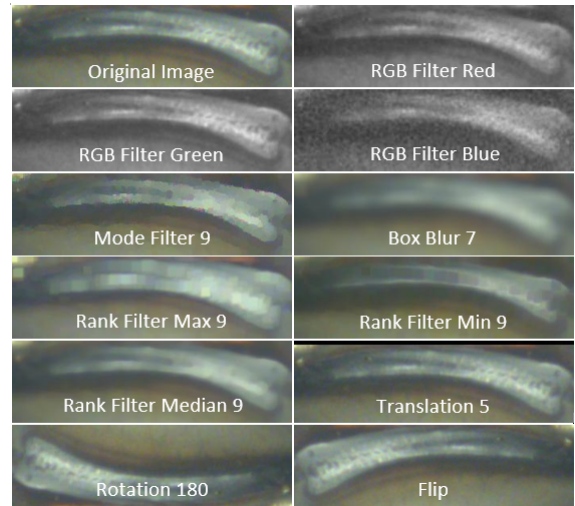 Original Image
RGB Filter Red
RGB Filter Green
RGB Filter Blue
Mode Filter 9
Box Blur 7
Rank Filter Max 9
Rank Filter Min 9
Rank Filter Median 9
Translation 5
Rotation 180
Flip